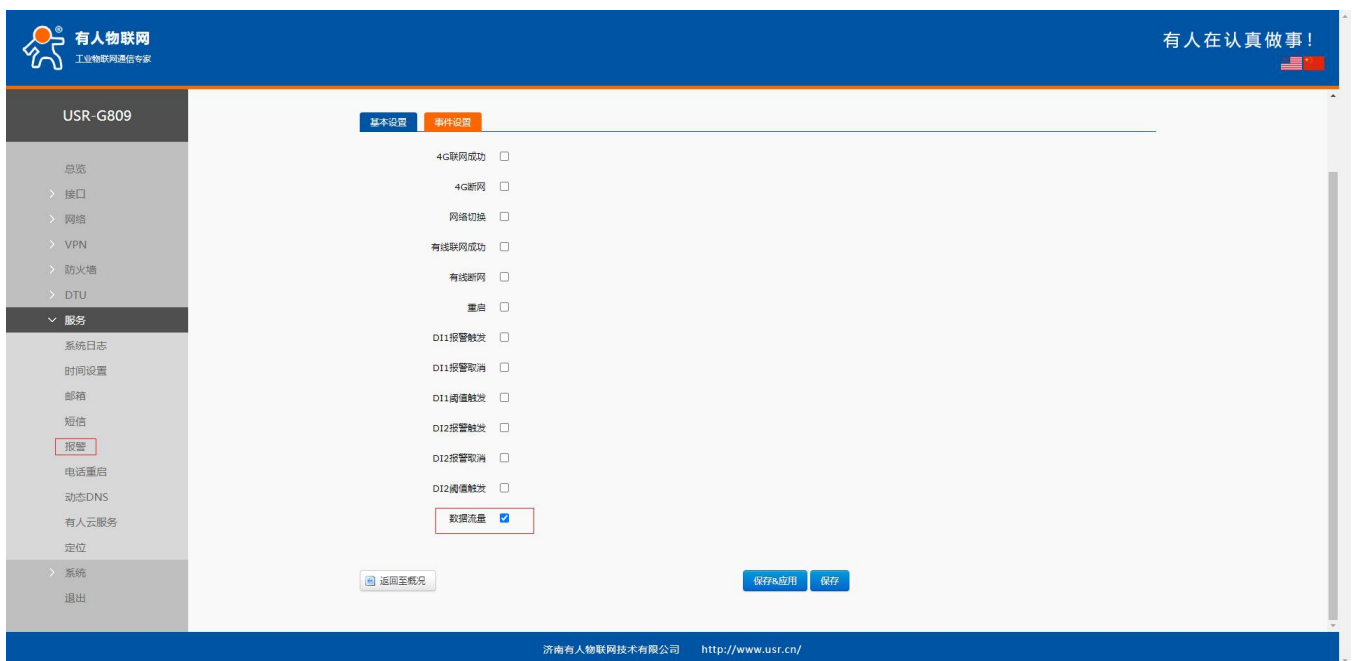 有人物联网
工业物联网通信专家
有人在认真做事！
USR-G809
总览
接口
网络
VPN
防火墙
DTU
服务
系统日志
时间设置
邮箱
短信
报警
电话重启
动态DNS
有人云服务
定位
系统
退出
基本设置 事件设置
4G联网成功
4G断网
网络切换
有线联网成功
有线断网
重启
DI1报警触发
DI1报警取消
DI1阈值触发
DI2报警触发
DI2报警取消
DI2阈值触发
数据流量
返回至概况 保存&应用 保存
济南有人物联网技术有限公司 http://www.usr.cn/